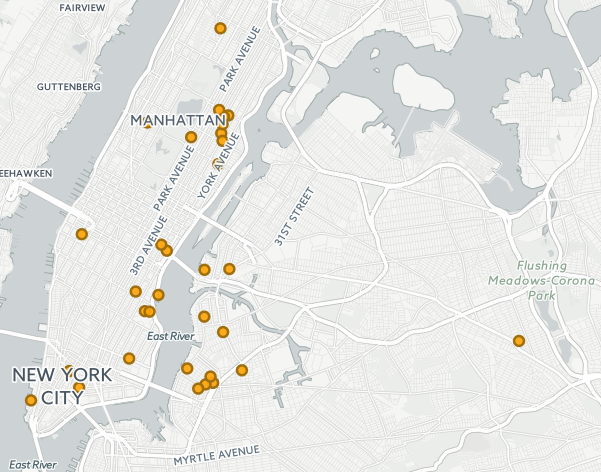 FAIRVIEW
PARK AVENUE
GUTTENBERG
MANHATTAN
YORK AVENUE
PARK AVENUE
EEHAWKEN
31ST STREET
3RD AVENUE
Flushing
Meadows-Corona
Park
East River
NEW YORK
CITY
MYRTLE AVENUE
East River